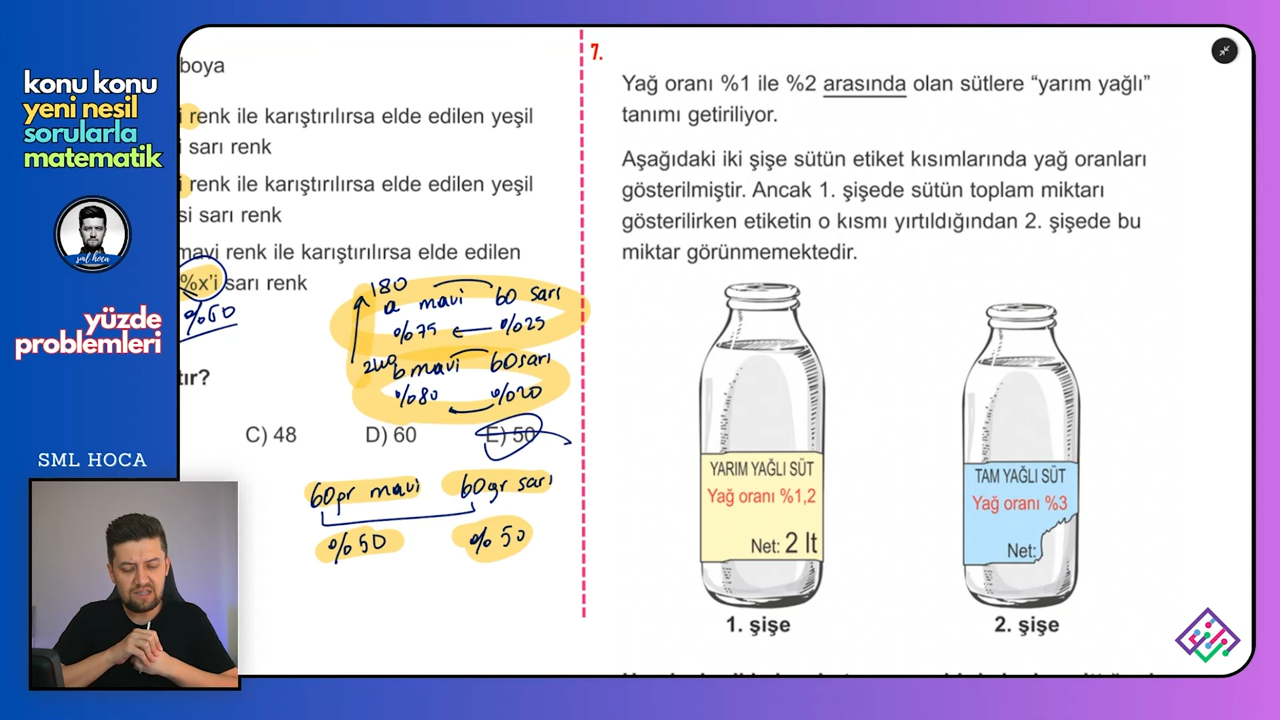 konu konu
yeni nesil
sorularla
matematik
sml hoca
yüzde
problemleri
SML HOCA
boya
i renk ile karıştırılırsa elde edilen yeşil
i sarı renk
i renk ile karıştırılırsa elde edilen yeşil
si sarı renk
mavi renk ile karıştırılırsa elde edilen
%x'i sarı renk
%50
180
a mavi 60 sarı
%75 %25
240
b mavi 60 sarı
%80 %20
tır?
C) 48 D) 60 E) 50
60gr mavi 60gr sarı
%50 %50
7.
Yağ oranı %1 ile %2 arasında olan sütlere “yarım yağlı”
tanımı getiriliyor.
Aşağıdaki iki şişe sütün etiket kısımlarında yağ oranları
gösterilmiştir. Ancak 1. şişede sütün toplam miktarı
gösterilirken etiketin o kısmı yırtıldığından 2. şişede bu
miktar görünmemektedir.
YARIM YAĞLI SÜT
Yağ oranı %1,2
Net: 2 lt
1. şişe
TAM YAĞLI SÜT
Yağ oranı %3
Net:
2. şişe